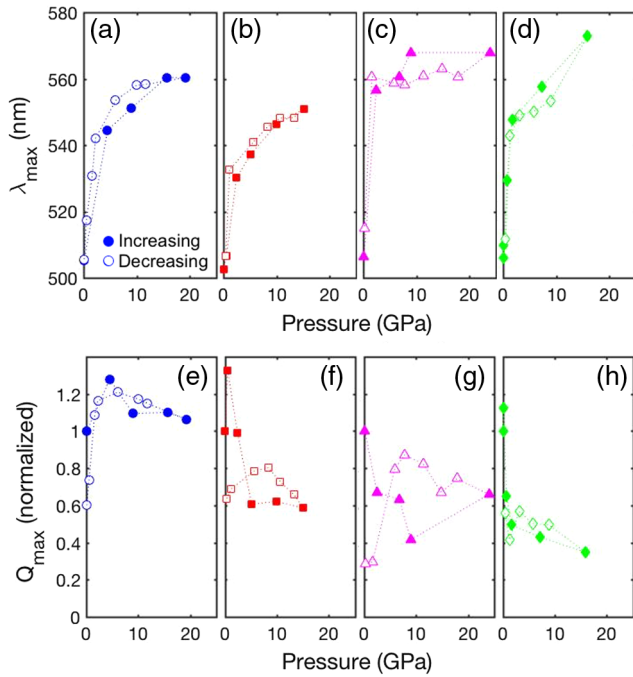 (a) (b) (c) (d)
580
560
540
520
500
λmax (nm)
Increasing
Decreasing
0 10 20 0 10 20 0 10 20 0 10 20
Pressure (GPa)
(e) (f) (g) (h)
1.2
1
0.8
0.6
0.4
0.2
0
Qmax (normalized)
0 10 20 0 10 20 0 10 20 0 10 20
Pressure (GPa)